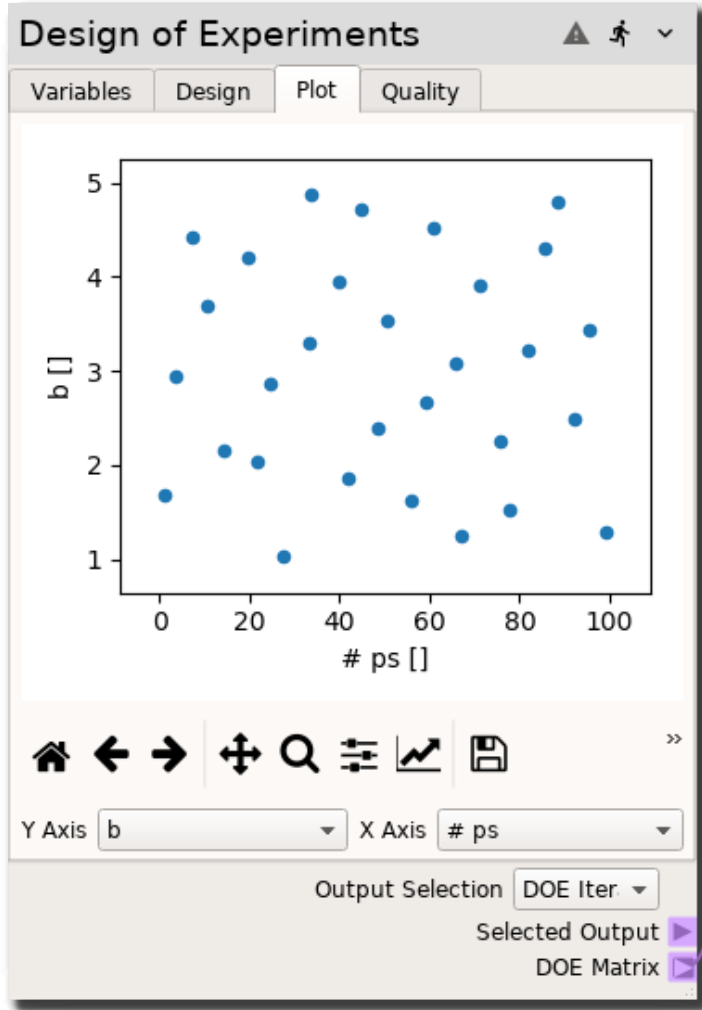 Design of Experiments
Variables Design Plot Quality
5
4
3
2
1
b []
0 20 40 60 80 100
# ps []
»
Y Axis b X Axis # ps
Output Selection DOE Iter.
Selected Output
DOE Matrix